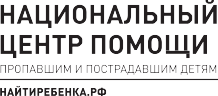 НАЦИОНАЛЬНЫЙ
ЦЕНТР ПОМОЩИ
ПРОПАВШИМ И ПОСТРАДАВШИМ ДЕТЯМ
НАЙТИРЕБЕНКА.РФ